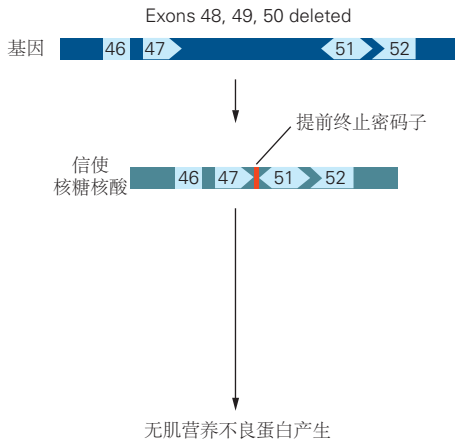 Exons 48, 49, 50 deleted
基因 46 47 51 52
提前终止密码子
信使
核糖核酸
46 47 51 52
无肌营养不良蛋白产生